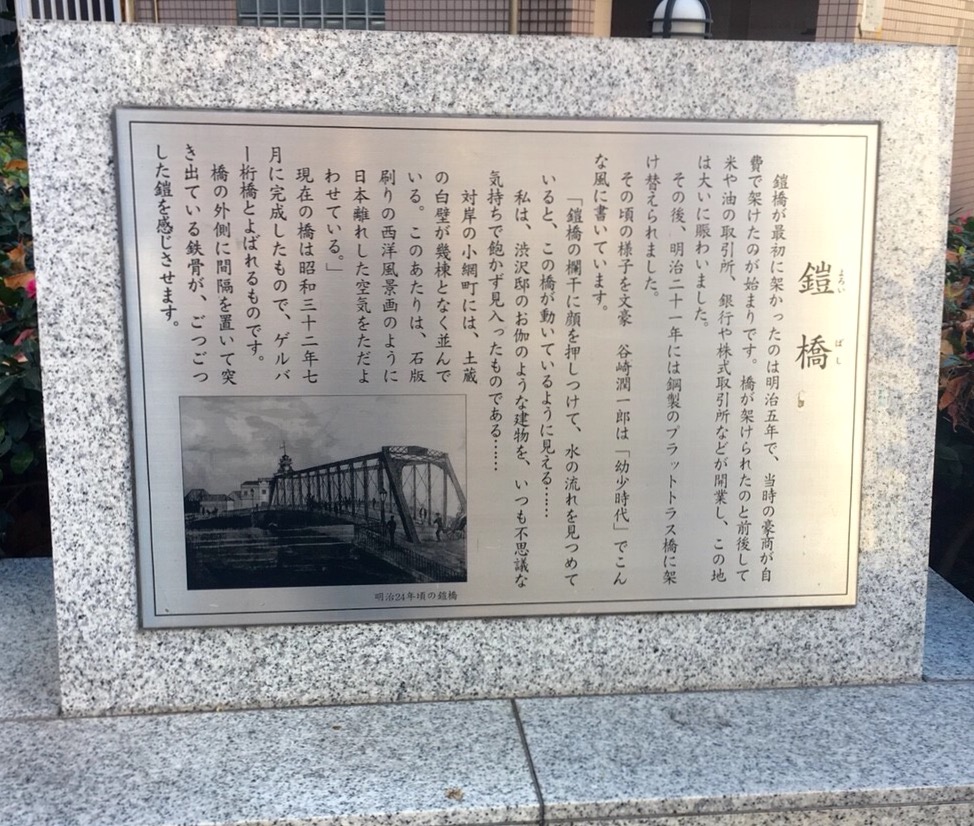 鎧橋
よろい ばし
鎧橋が最初に架かったのは明治五年で、当時の豪商が自
費で架けたのが始まりです。橋が架けられたのと前後して
米や油の取引所、銀行や株式取引所などが開業し、この地
は大いに賑わいました。
その後、明治二十一年には鋼製のプラットトラス橋に架
け替えられました。
その頃の様子を文豪　谷崎潤一郎は「幼少時代」でこん
な風に書いています。
「鎧橋の欄干に顔を押しつけて、水の流れを見つめて
いると、この橋が動いているように見える……
私は、渋沢邸のお伽のような建物を、いつも不思議な
気持ちで飽かず見入ったものである……
対岸の小網町には、土蔵
の白壁が幾棟となく並んで
いる。このあたりは、石版
刷りの西洋風景画のように
日本離れした空気をただよ
わせている。」
現在の橋は昭和三十二年七
月に完成したもので、ゲルバ
ー桁橋とよばれるものです。
橋の外側に間隔を置いて突
き出ている鉄骨が、ごつごつ
した鎧を感じさせます。
明治24年頃の鎧橋